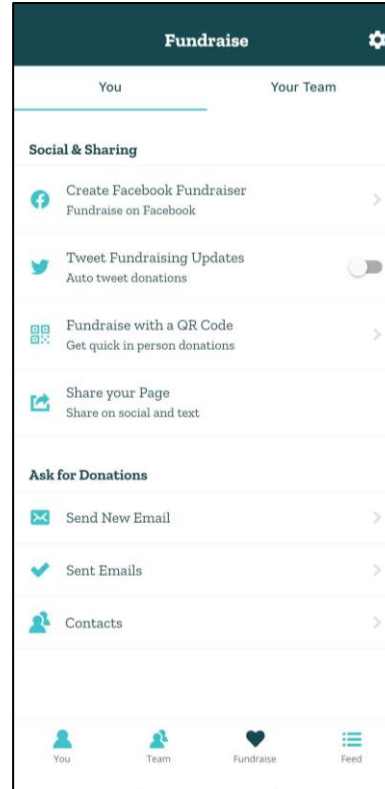 Fundraise
You
Your Team
Social & Sharing
Create Facebook Fundraiser
Fundraise on Facebook
Tweet Fundraising Updates
Auto tweet donations
Fundraise with a QR Code
Get quick in person donations
Share your Page
Share on social and text
Ask for Donations
Send New Email
Sent Emails
Contacts
You
Team
Fundraise
Feed